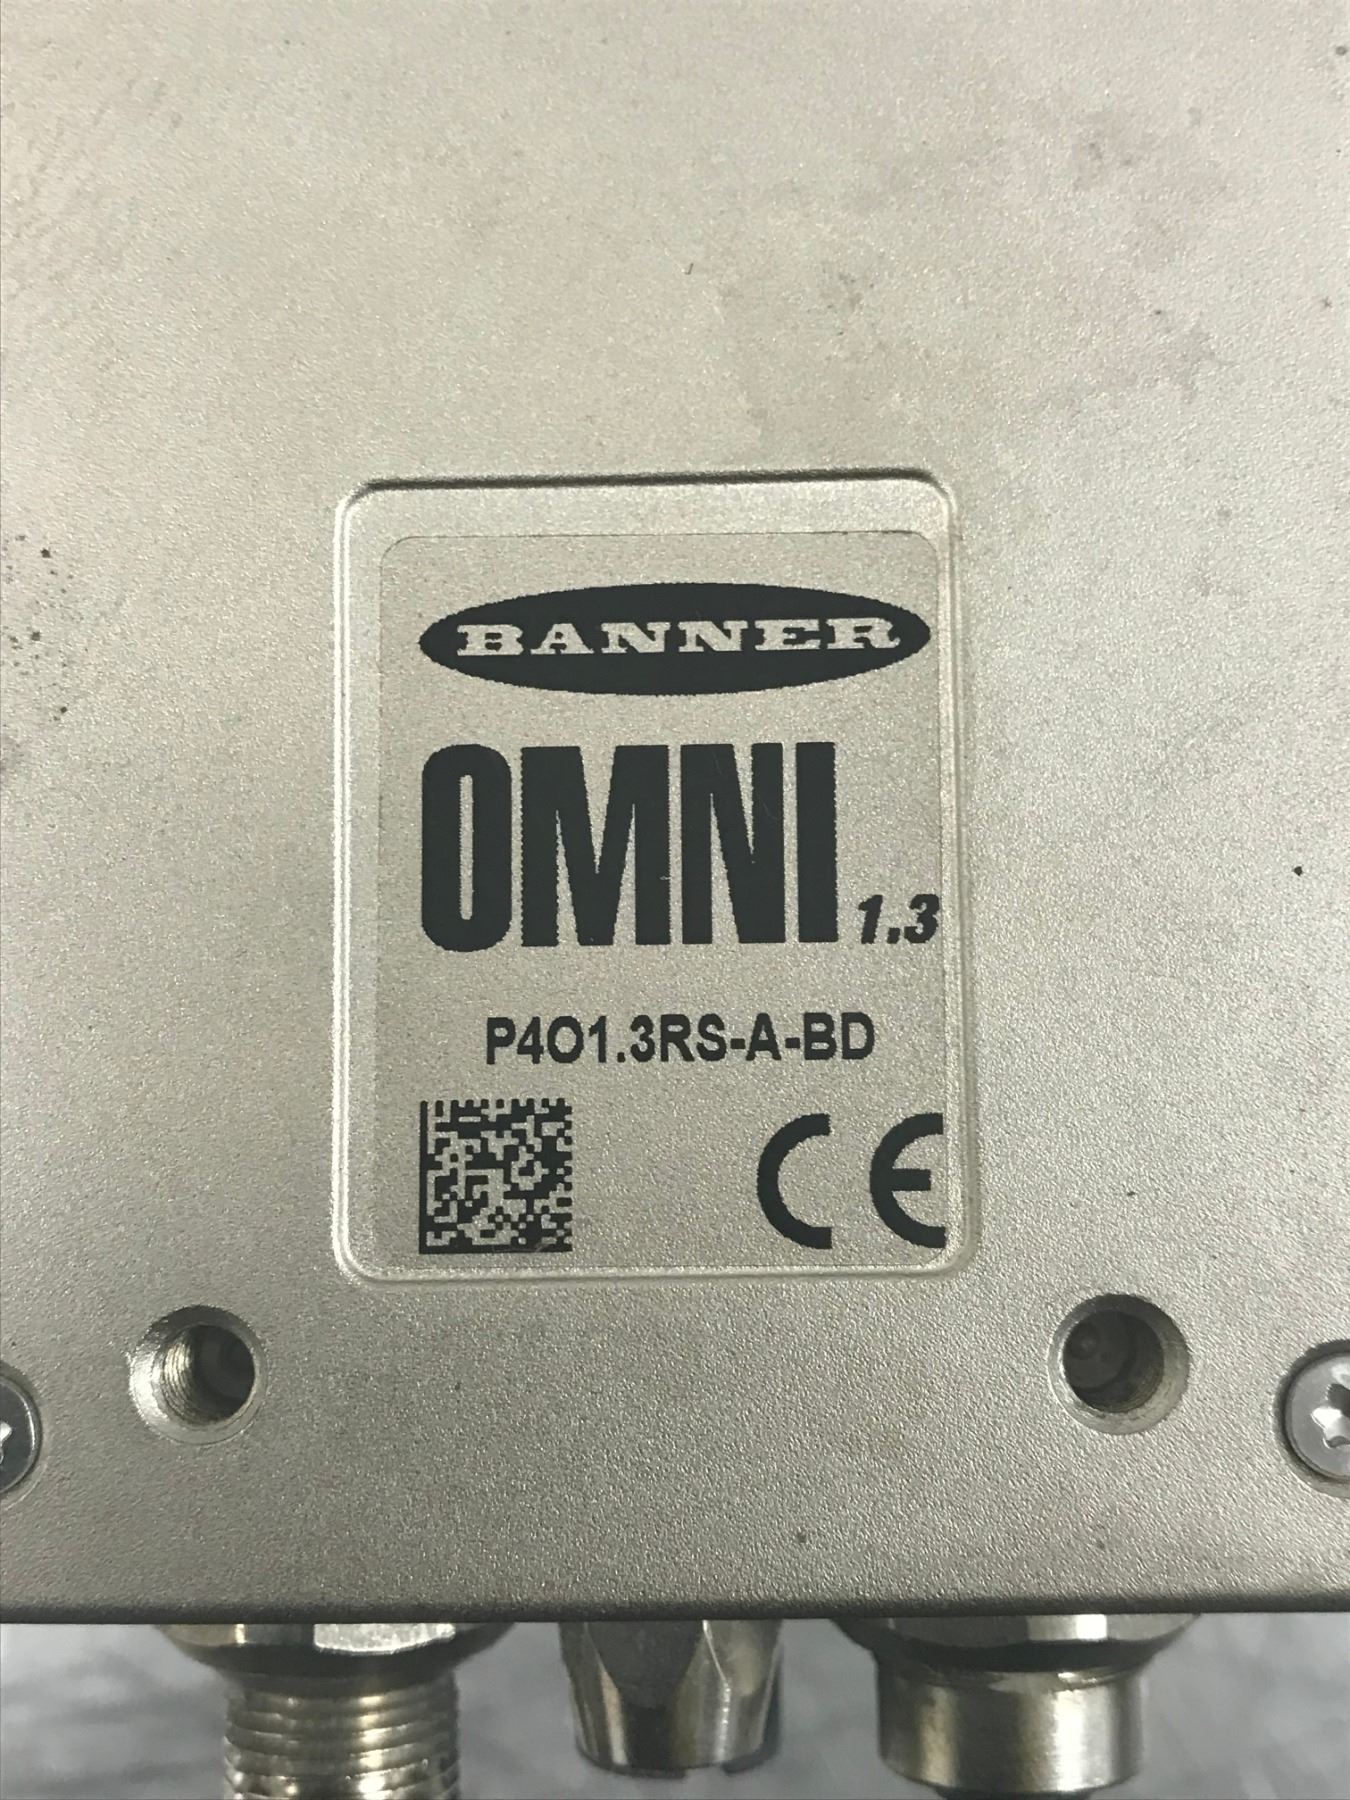 BANNER
OMNI 1.3
P4O1.3RS-A-BD
CE